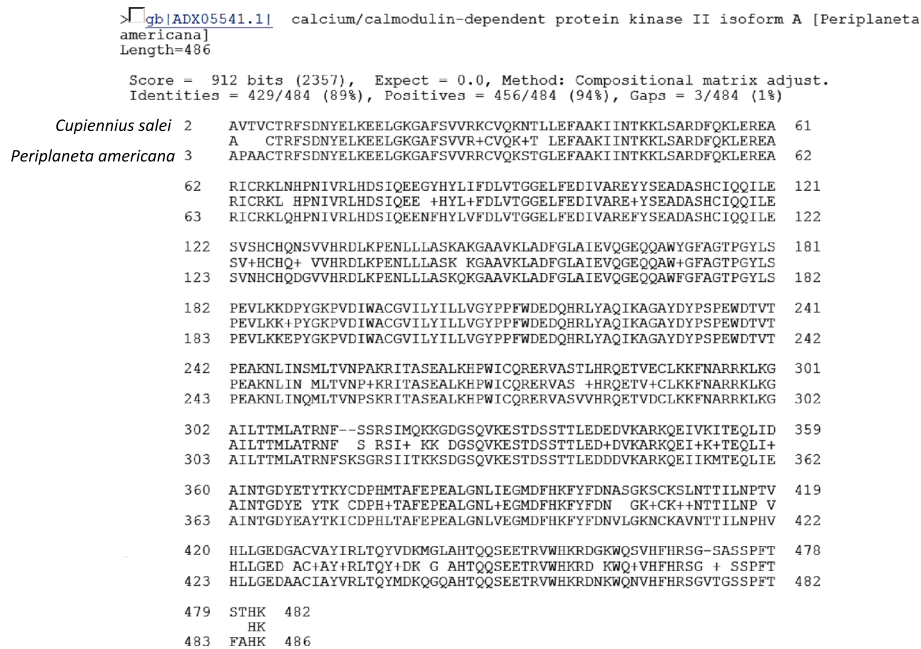 >gb|ADX05541.1| calcium/calmodulin-dependent protein kinase II isoform A [Periplaneta
americana]
Length=486
Score = 912 bits (2357), Expect = 0.0, Method: Compositional matrix adjust.
Identities = 429/484 (89%), Positives = 456/484 (94%), Gaps = 3/484 (1%)
Cupiennius salei 2 AVTVCTRFSDNYELKEELGKGAFSVVRKCVQKNTLLEFAAKIINTKKLSARDFQKLEREA 61
A CTRFSDNYELKEELGKGAFSVVR+CVQK+T LEFAAKIINTKKLSARDFQKLEREA
Periplaneta americana 3 APAACTRFSDNYELKEELGKGAFSVVRRCVQKSTGLEFAAKIINTKKLSARDFQKLEREA 62
62 RICRKLNHPNIVRLHDSIQEEGYHYLIFDLVTGGELFEDIVAREYYSEADASHCIQQILE 121
RICRKL HPNIVRLHDSIQEE +HYL+FDLVTGGELFEDIVARE+YSEADASHCIQQILE
63 RICRKLQHPNIVRLHDSIQEENFHYLVFDLVTGGELFEDIVAREFYSEADASHCIQQILE 122
122 SVSHCHQNSVVHRDLKPENLLLASKAKGAAVKLADFGLAIEVQGEQQAWYGFAGTPGYLS 181
SV+HCHQ+ VVHRDLKPENLLLASK KGAAVKLADFGLAIEVQGEQQAW+GFAGTPGYLS
123 SVNHCHQDGVVHRDLKPENLLLASKQKGAAVKLADFGLAIEVQGEQQAWFGFAGTPGYLS 182
182 PEVLKKDPYGKPVDIWACGVILYILLVGYPPFWDEDQHRLYAQIKAGAYDYPSPEWDTVT 241
PEVLKK+PYGKPVDIWACGVILYILLVGYPPFWDEDQHRLYAQIKAGAYDYPSPEWDTVT
183 PEVLKKEPYGKPVDIWACGVILYILLVGYPPFWDEDQHRLYAQIKAGAYDYPSPEWDTVT 242
242 PEAKNLINSMLTVNPAKRITASEALKHPWICQRERVASTLHRQETVECLKKFNARRKLKG 301
PEAKNLIN MLTVNP+KRITASEALKHPWICQRERVAS +HRQETV+CLKKFNARRKLKG
243 PEAKNLINQMLTVNPSKRITASEALKHPWICQRERVASVVHRQETVDCLKKFNARRKLKG 302
302 AILTTMLATRNF--SSRSIMQKKGDGSQVKESTDSSTTLEDEDVKARKQEIVKITEQLID 359
AILTTMLATRNF S RSI+ KK DGSQVKESTDSSTTLED+DVKARKQEI+K+TEQLI+
303 AILTTMLATRNFSKSGRSIITKKSDGSQVKESTDSSTTLEDDDVKARKQEIIKMTEQLIE 362
360 AINTGDYETYTKYCDPHMTAFEPEALGNLIEGMDFHKFYFDNASGKSCKSLNTTILNPTV 419
AINTGDYE YTK CDPH+TAFEPEALGNL+EGMDFHKFYFDN GK+CK++NTTILNP V
363 AINTGDYEAYTKICDPHLTAFEPEALGNLVEGMDFHKFYFDNVLGKNCKAVNTTILNPHV 422
420 HLLGEDGACVAYIRLTQYVDKMGLAHTQQSEETRVWHKRDGKWQSVHFHRSG-SASSPFT 478
HLLGED AC+AY+RLTQY+DK G AHTQQSEETRVWHKRD KWQ+VHFHRSG + SSPFT
423 HLLGEDAACIAYVRLTQYMDKQGQAHTQQSEETRVWHKRDNKWQNVHFHRSGVTGSSPFT 482
479 STHK 482
HK
483 FAHK 486